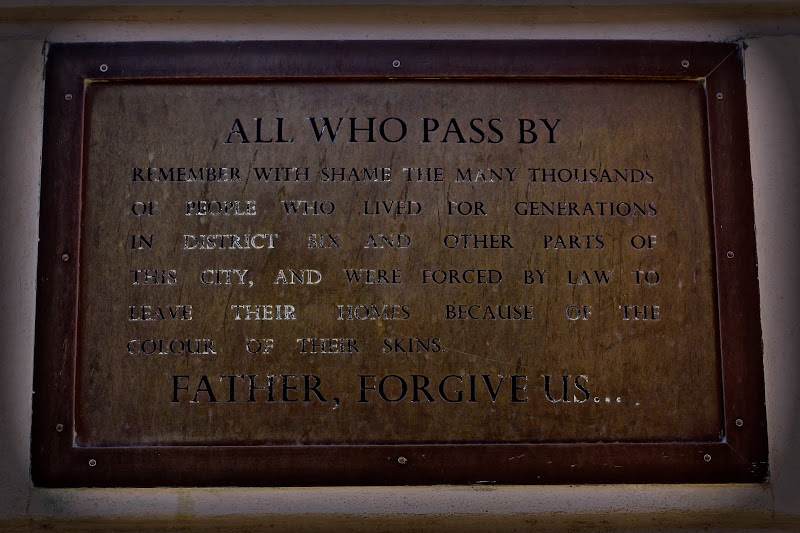 ALL WHO PASS BY
REMEMBER WITH SHAME THE MANY THOUSANDS
OF PEOPLE WHO LIVED FOR GENERATIONS
IN DISTRICT SIX AND OTHER PARTS OF
THIS CITY, AND WERE FORCED BY LAW TO
LEAVE THEIR HOMES BECAUSE OF THE
COLOUR OF THEIR SKINS.
FATHER, FORGIVE US....